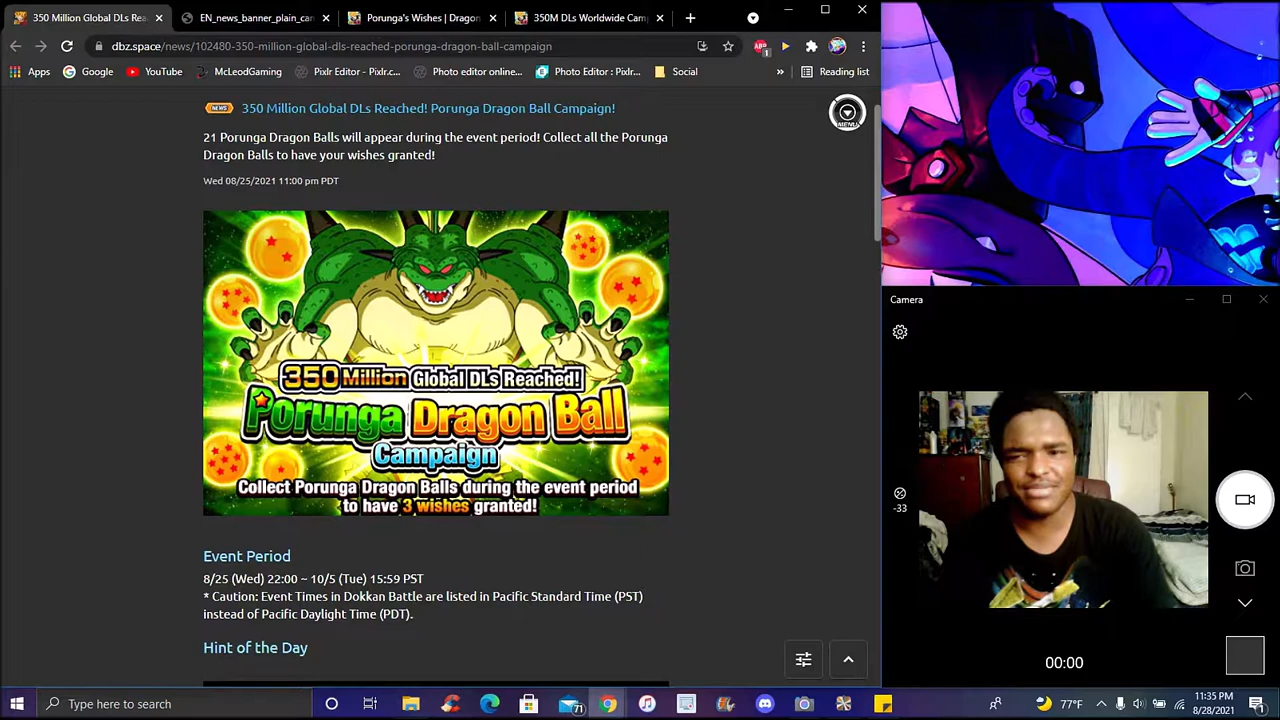 350 Million Global DLs Rea
EN_news_banner_plain_can
Porunga's Wishes | Dragon
350M DLs Worldwide Cam
dbz.space/news/102480-350-million-global-dls-reached-porunga-dragon-ball-campaign
ABP
1
Apps
Google
YouTube
McLeodGaming
Pixlr Editor - Pixlr.c...
Photo editor online...
Photo Editor : Pixlr...
Social
»
Reading list
NEWS
350 Million Global DLs Reached! Porunga Dragon Ball Campaign!
MENU
21 Porunga Dragon Balls will appear during the event period! Collect all the Porunga
Dragon Balls to have your wishes granted!
Wed 08/25/2021 11:00 pm PDT
350 Million Global DLs Reached!
Porunga Dragon Ball
Campaign
Collect Porunga Dragon Balls during the event period
to have 3 wishes granted!
Event Period
8/25 (Wed) 22:00 ~ 10/5 (Tue) 15:59 PST
* Caution: Event Times in Dokkan Battle are listed in Pacific Standard Time (PST)
instead of Pacific Daylight Time (PDT).
Hint of the Day
Camera
-33
00:00
Type here to search
71
77°F
11:35 PM
8/28/2021
1